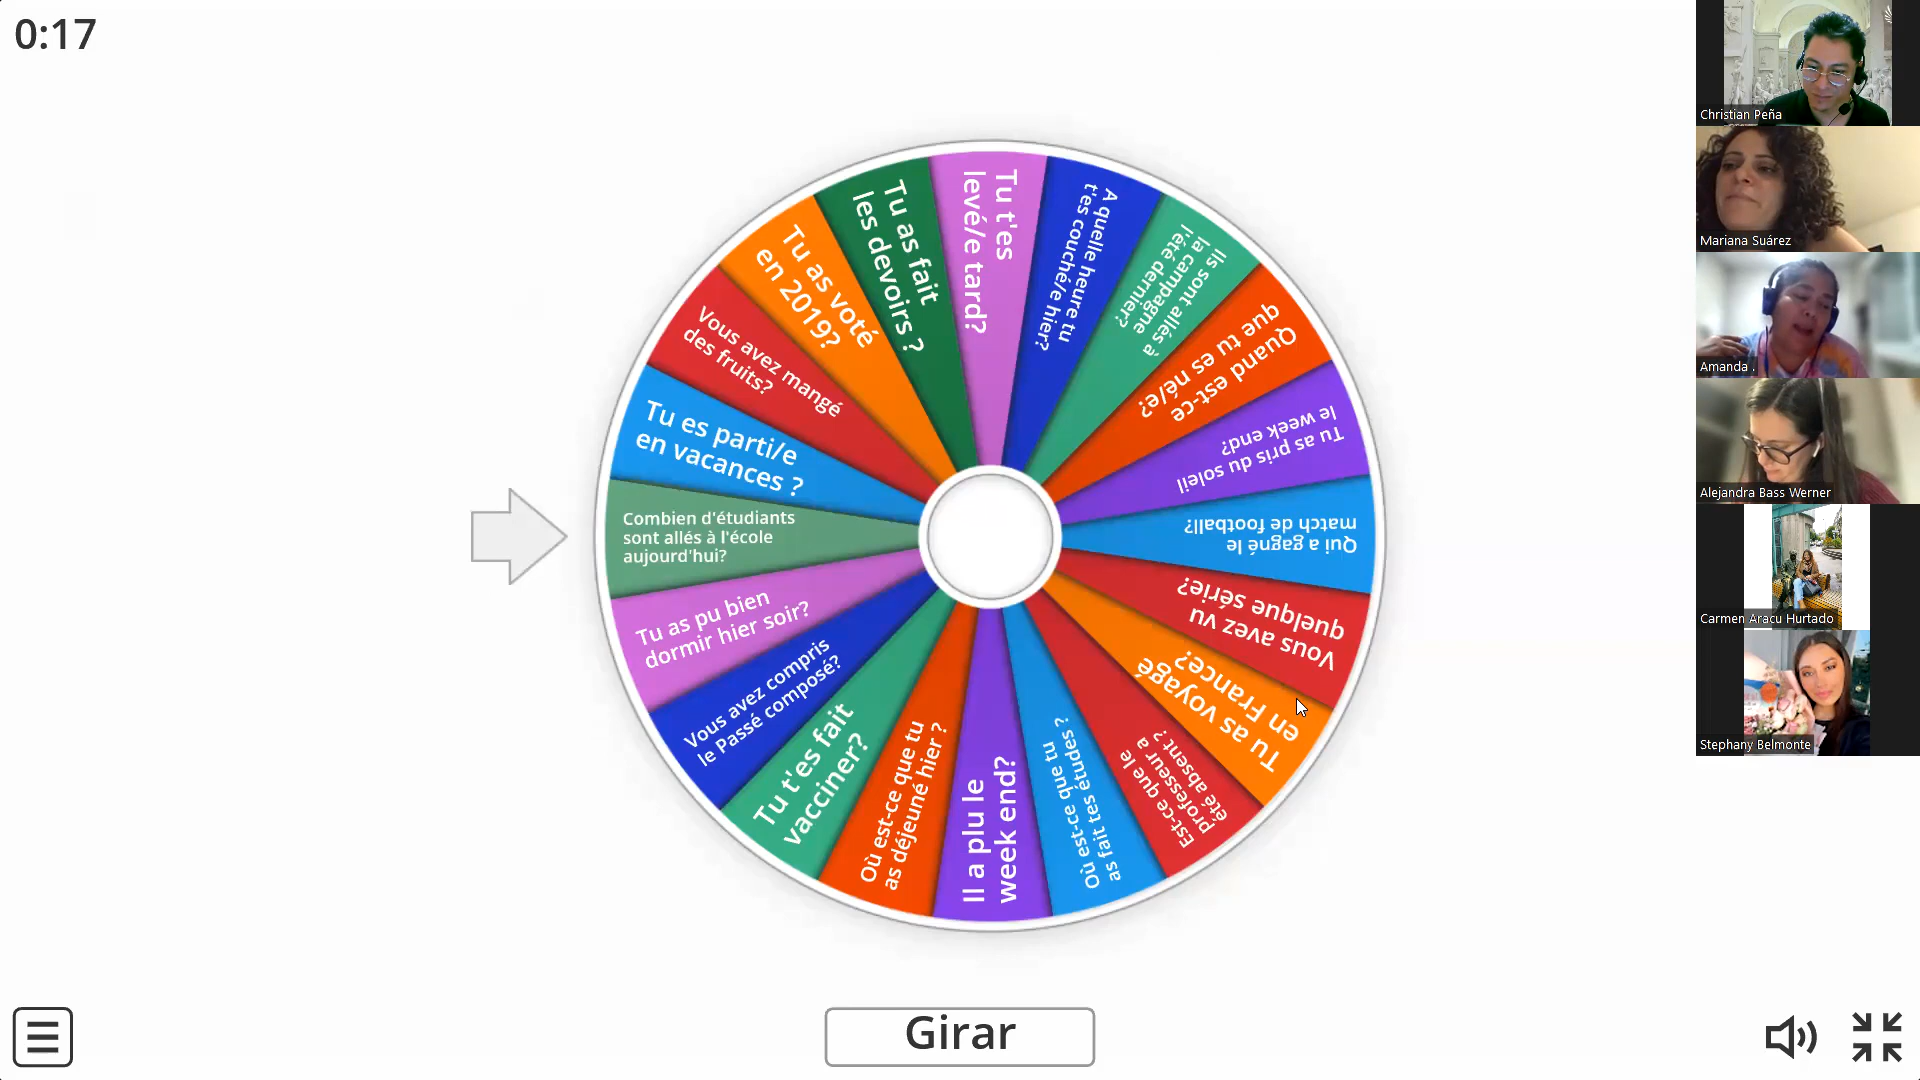 0:17
Tu t'es
levé/e tard?
A quelle heure tu
t'es couché/e hier?
Ils sont allés à
la campagne
l'été dernier?
Quand est-ce
que tu es né/e?
Tu as pris du soleil
le week end?
Qui a gagné le
match de football?
Vous avez vu
quelque série?
Tu as voyagé
en France?
Est-ce que le
professeur a
été absent ?
Où est-ce que tu
as fait tes études ?
Il a plu le
week end?
Où est-ce que tu
as déjeuné hier ?
Tu t'es fait
vacciner?
Vous avez compris
le Passé composé?
Tu as pu bien
dormir hier soir?
Combien d'étudiants
sont allés à l'école
aujourd'hui?
Tu es parti/e
en vacances ?
Vous avez mangé
des fruits?
Tu as voté
en 2019?
Tu as fait
les devoirs ?
Girar
Christian Peña
Mariana Suárez
Amanda .
Alejandra Bass Werner
Carmen Aracu Hurtado
Stephany Belmonte